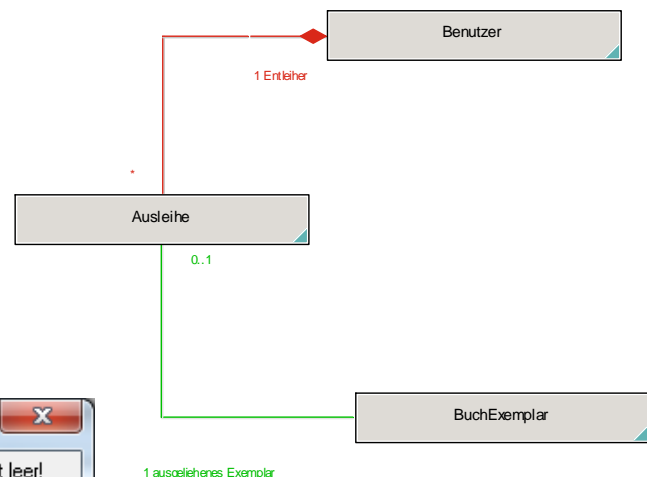 Benutzer
1 Entleiher
*
Ausleihe
0..1
BuchExemplar
t leer!
1 ausgeliehenes Exemplar